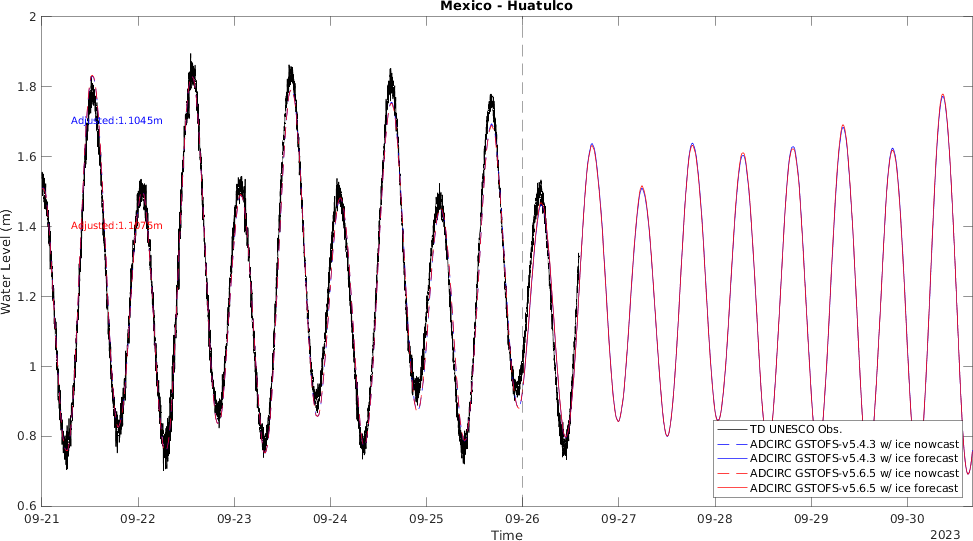 Mexico - Huatulco
2
1.8
1.6
1.4
1.2
1
0.8
0.6
Water Level (m)
Adjusted:1.1045m
Adjusted:1.1076m
TD UNESCO Obs.
ADCIRC GSTOFS-v5.4.3 w/ ice nowcast
ADCIRC GSTOFS-v5.4.3 w/ ice forecast
ADCIRC GSTOFS-v5.6.5 w/ ice nowcast
ADCIRC GSTOFS-v5.6.5 w/ ice forecast
09-21 09-22 09-23 09-24 09-25 09-26 09-27 09-28 09-29 09-30
Time
2023